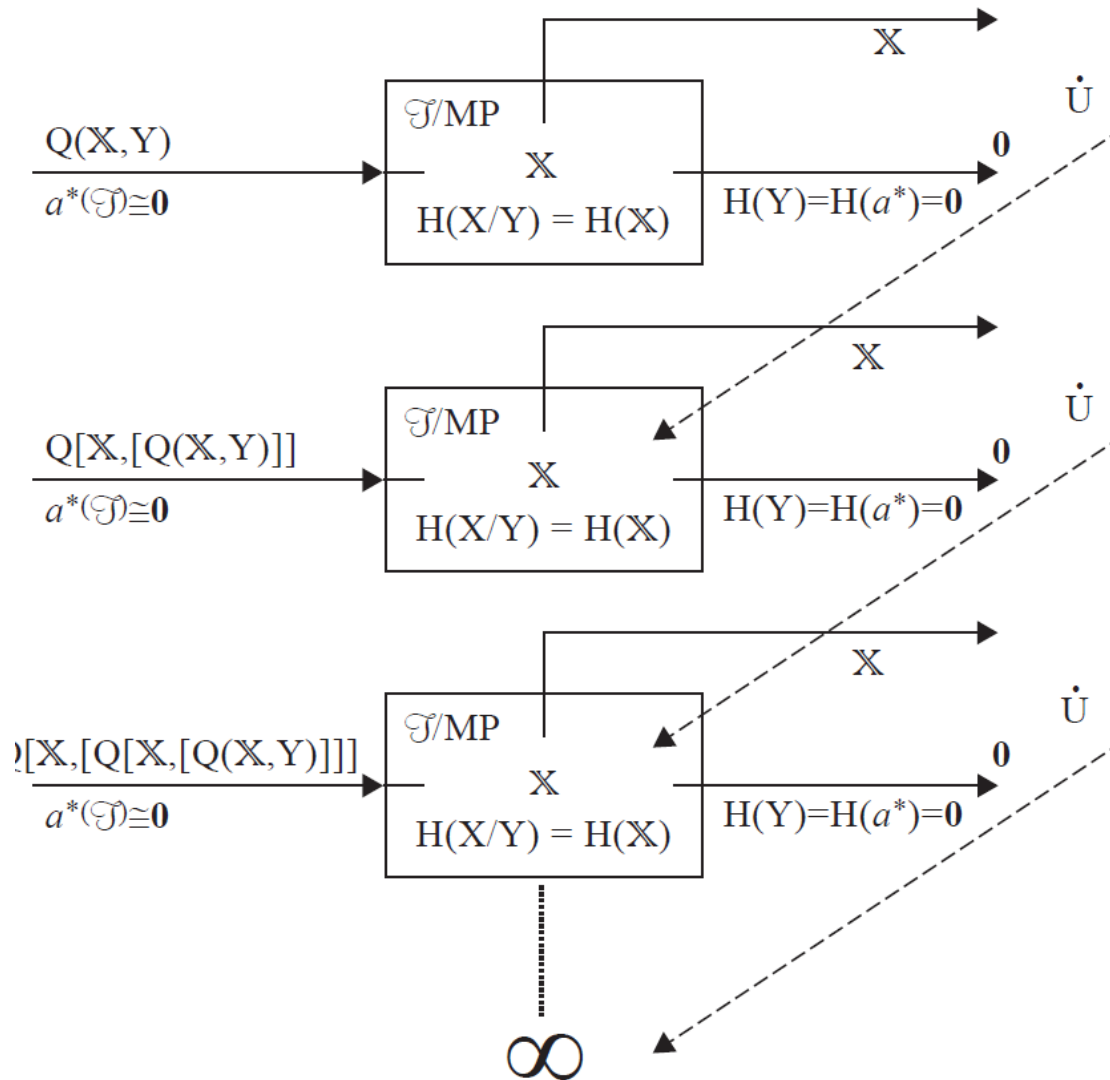 𝕏
U̇
𝒯/MP
Q(𝕏,Y)
𝕏
0
a*(𝒯)≅0
H(X/Y) = H(𝕏)
H(Y)=H(a*)=0
𝕏
U̇
𝒯/MP
Q[𝕏,[Q(X,Y)]]
𝕏
0
a*(𝒯)≅0
H(X/Y) = H(𝕏)
H(Y)=H(a*)=0
𝕏
U̇
𝒯/MP
[𝕏,[Q[X,[Q(X,Y)]]]
𝕏
0
a*(𝒯)≅0
H(X/Y) = H(𝕏)
H(Y)=H(a*)=0
∞